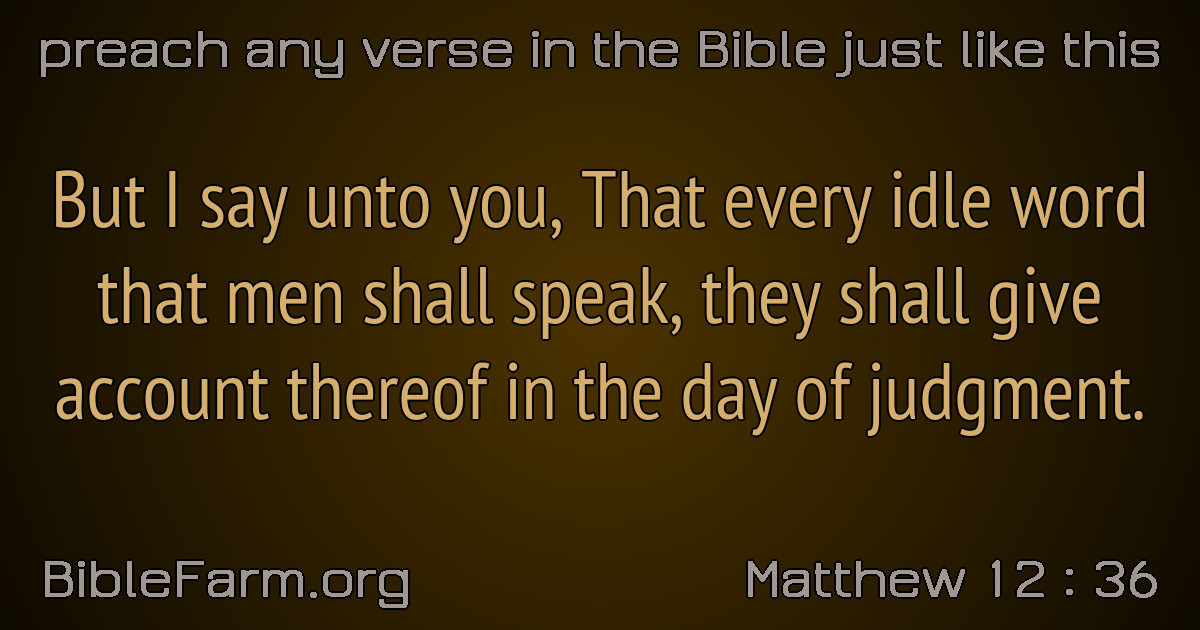 preach any verse in the Bible just like this
But I say unto you, That every idle word
that men shall speak, they shall give
account thereof in the day of judgment.
BibleFarm.org
Matthew 12 : 36